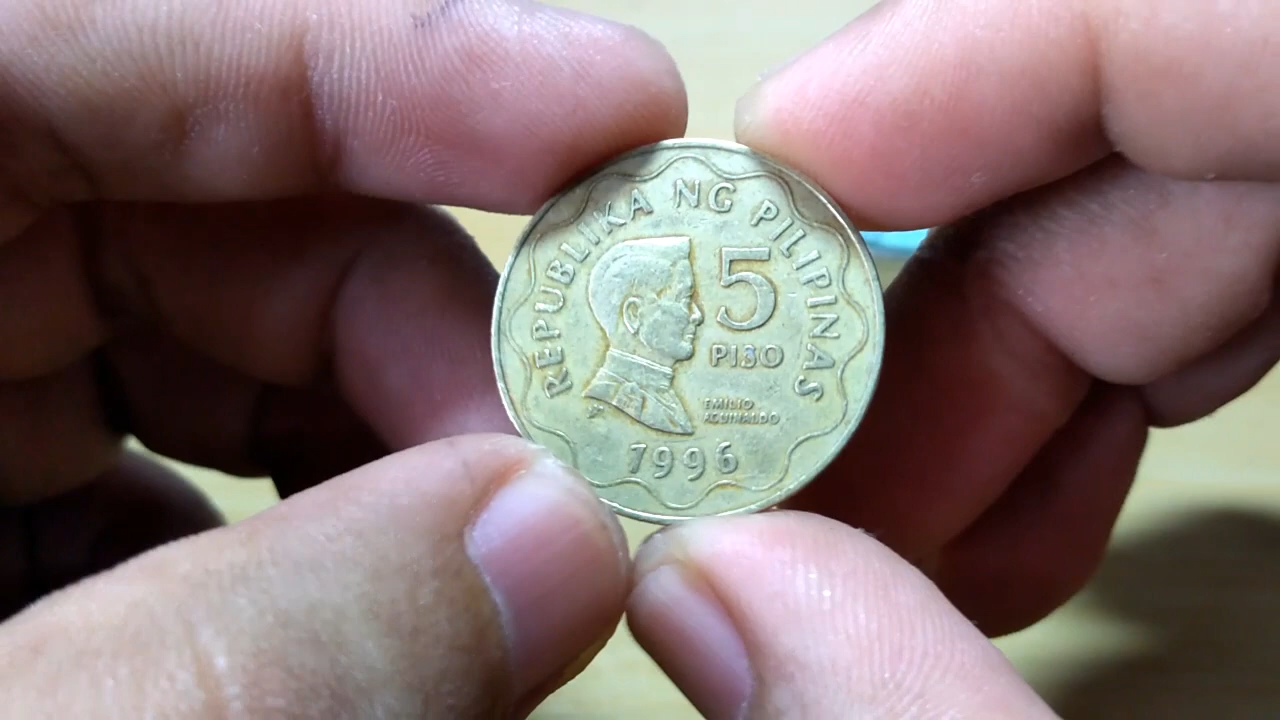 REPUBLIKA NG PILIPINAS
5
PISO
EMILIO
AGUINALDO
1996